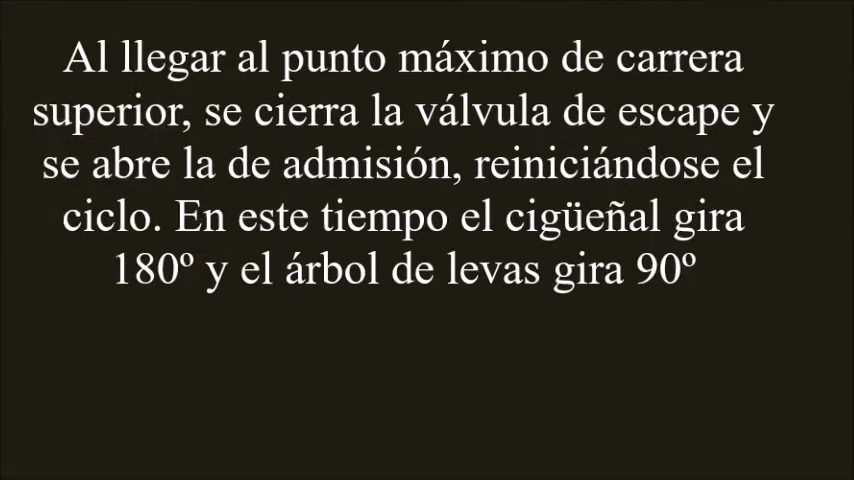 Al llegar al punto máximo de carrera
superior, se cierra la válvula de escape y
se abre la de admisión, reiniciándose el
ciclo. En este tiempo el cigüeñal gira
180º y el árbol de levas gira 90º